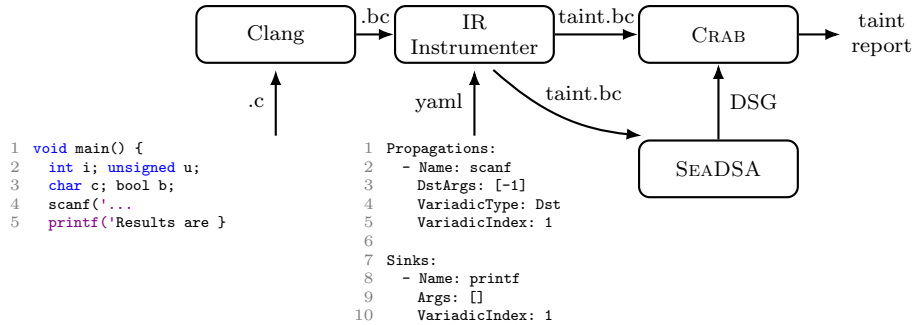 .bc
taint.bc
Clang
IR
Instrumenter
CRAB
taint
report
.c
yaml
taint.bc
DSG
SEADSA
1 void main() {
2 int i; unsigned u;
3 char c; bool b;
4 scanf('...
5 printf('Results are }
1 Propagations:
2 - Name: scanf
3 DstArgs: [-1]
4 VariadicType: Dst
5 VariadicIndex: 1
6
7 Sinks:
8 - Name: printf
9 Args: []
10 VariadicIndex: 1